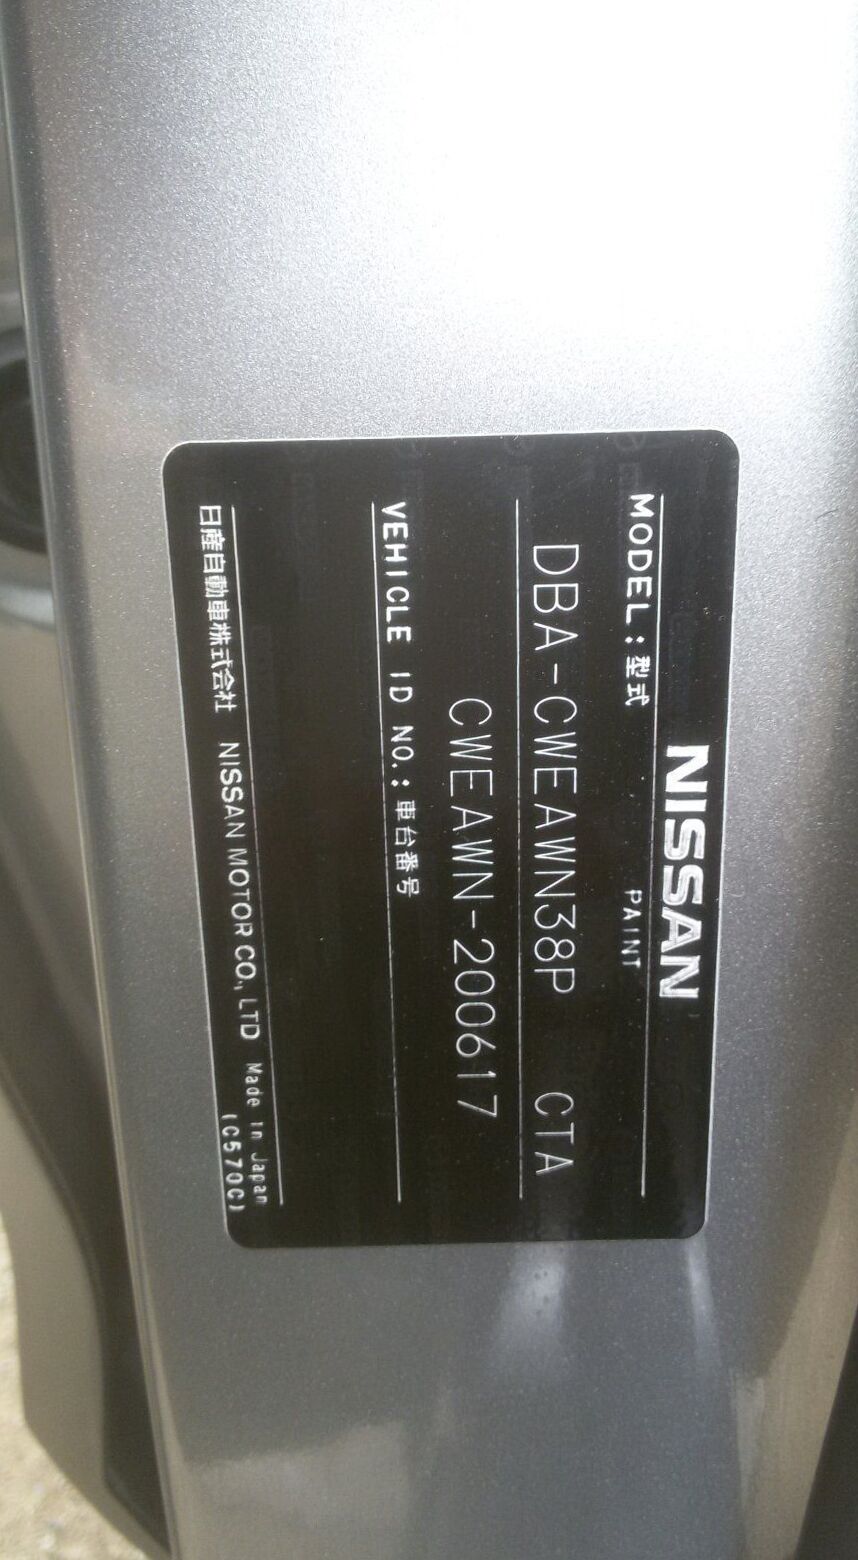 NISSAN
MODEL:型式 PAINT
DBA-CWEAWN38P CTA
CWEAWN-200617
VEHICLE ID NO.:車台番号
日産自動車株式会社 NISSAN MOTOR CO., LTD Made in Japan
(C570C)